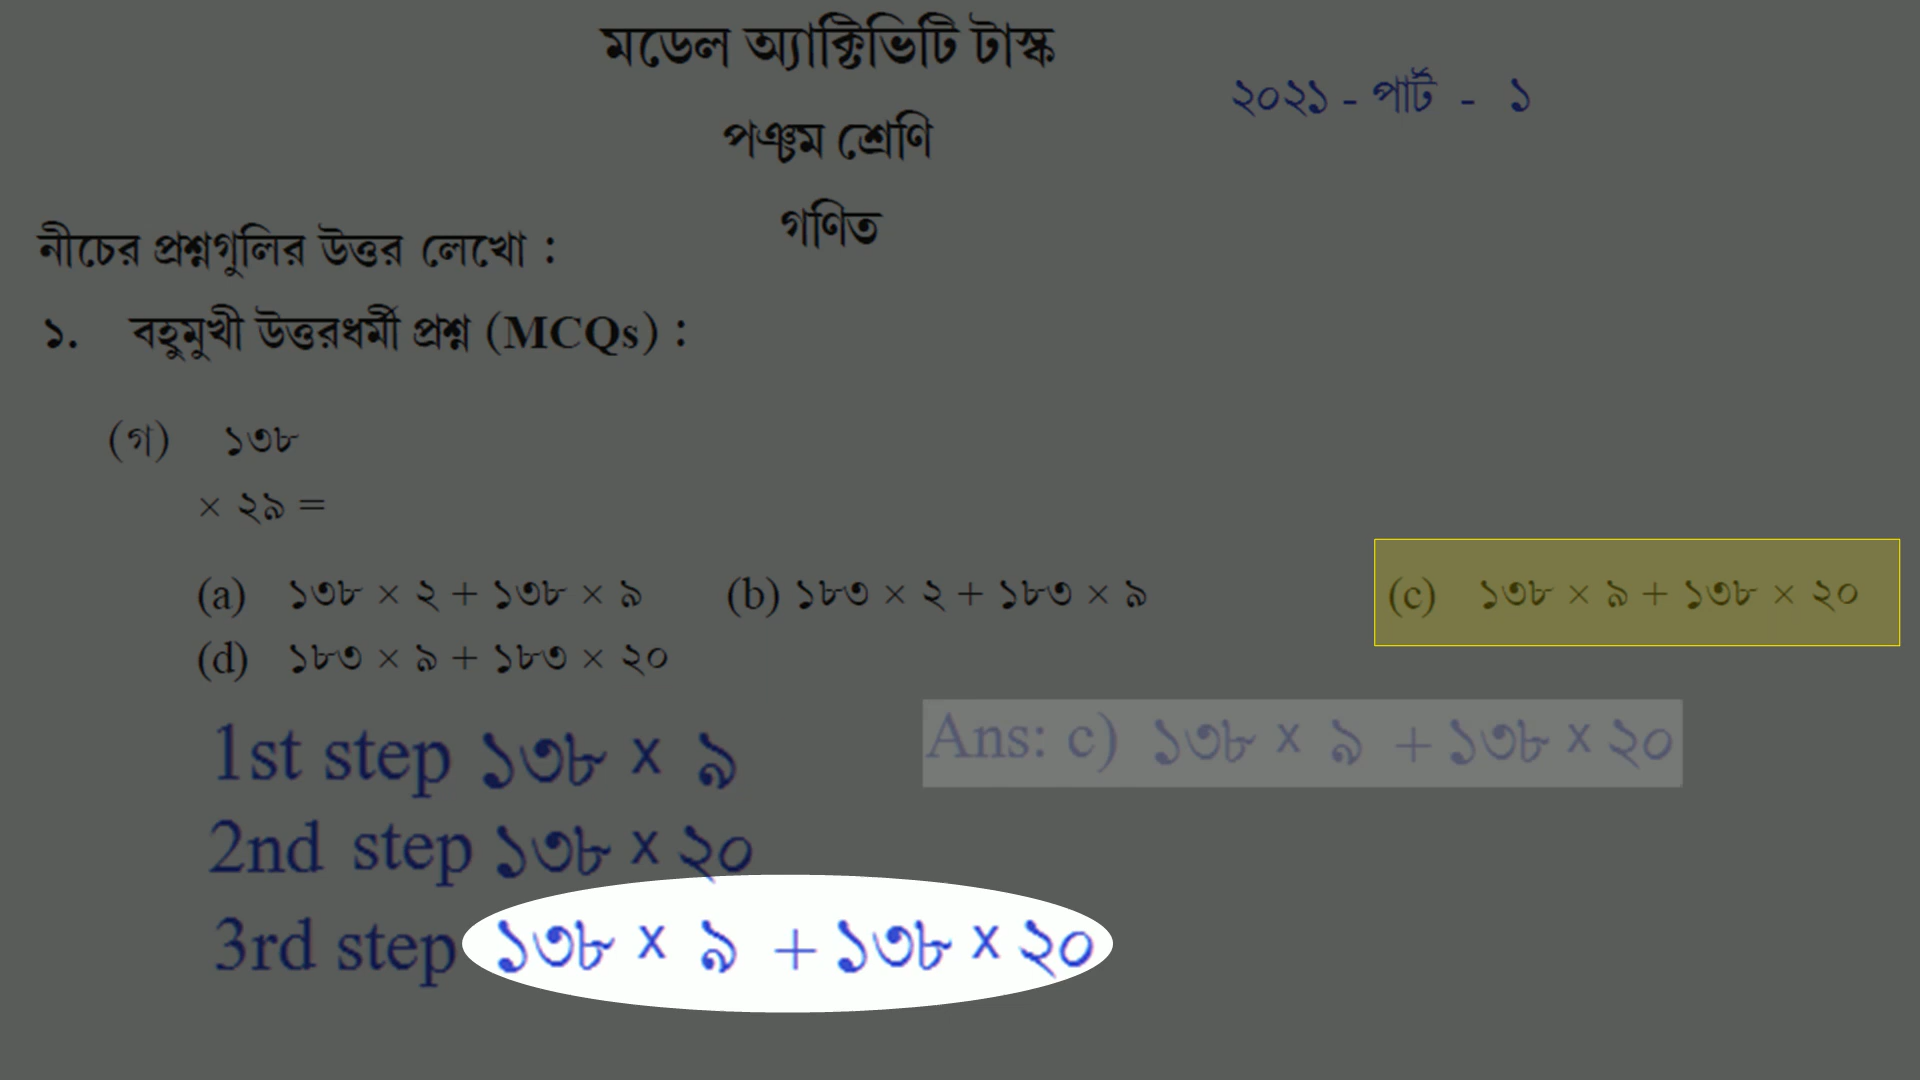 মডেল অ্যাক্টিভিটি টাস্ক
২০২১ - পার্ট - ১
পঞ্চম শ্রেণি
গণিত
নীচের প্রশ্নগুলির উত্তর লেখো :
১. বহুমুখী উত্তরধর্মী প্রশ্ন (MCQs) :
(গ) ১৩৮
× ২৯ =
(a) ১৩৮ × ২ + ১৩৮ × ৯ (b) ১৮৩ × ২ + ১৮৩ × ৯ (c) ১৩৮ × ৯ + ১৩৮ × ২০
(d) ১৮৩ × ৯ + ১৮৩ × ২০
1st step ১৩৮ × ৯
Ans: c) ১৩৮ × ৯ + ১৩৮ × ২০
2nd step ১৩৮ × ২০
3rd step ১৩৮ × ৯ + ১৩৮ × ২০